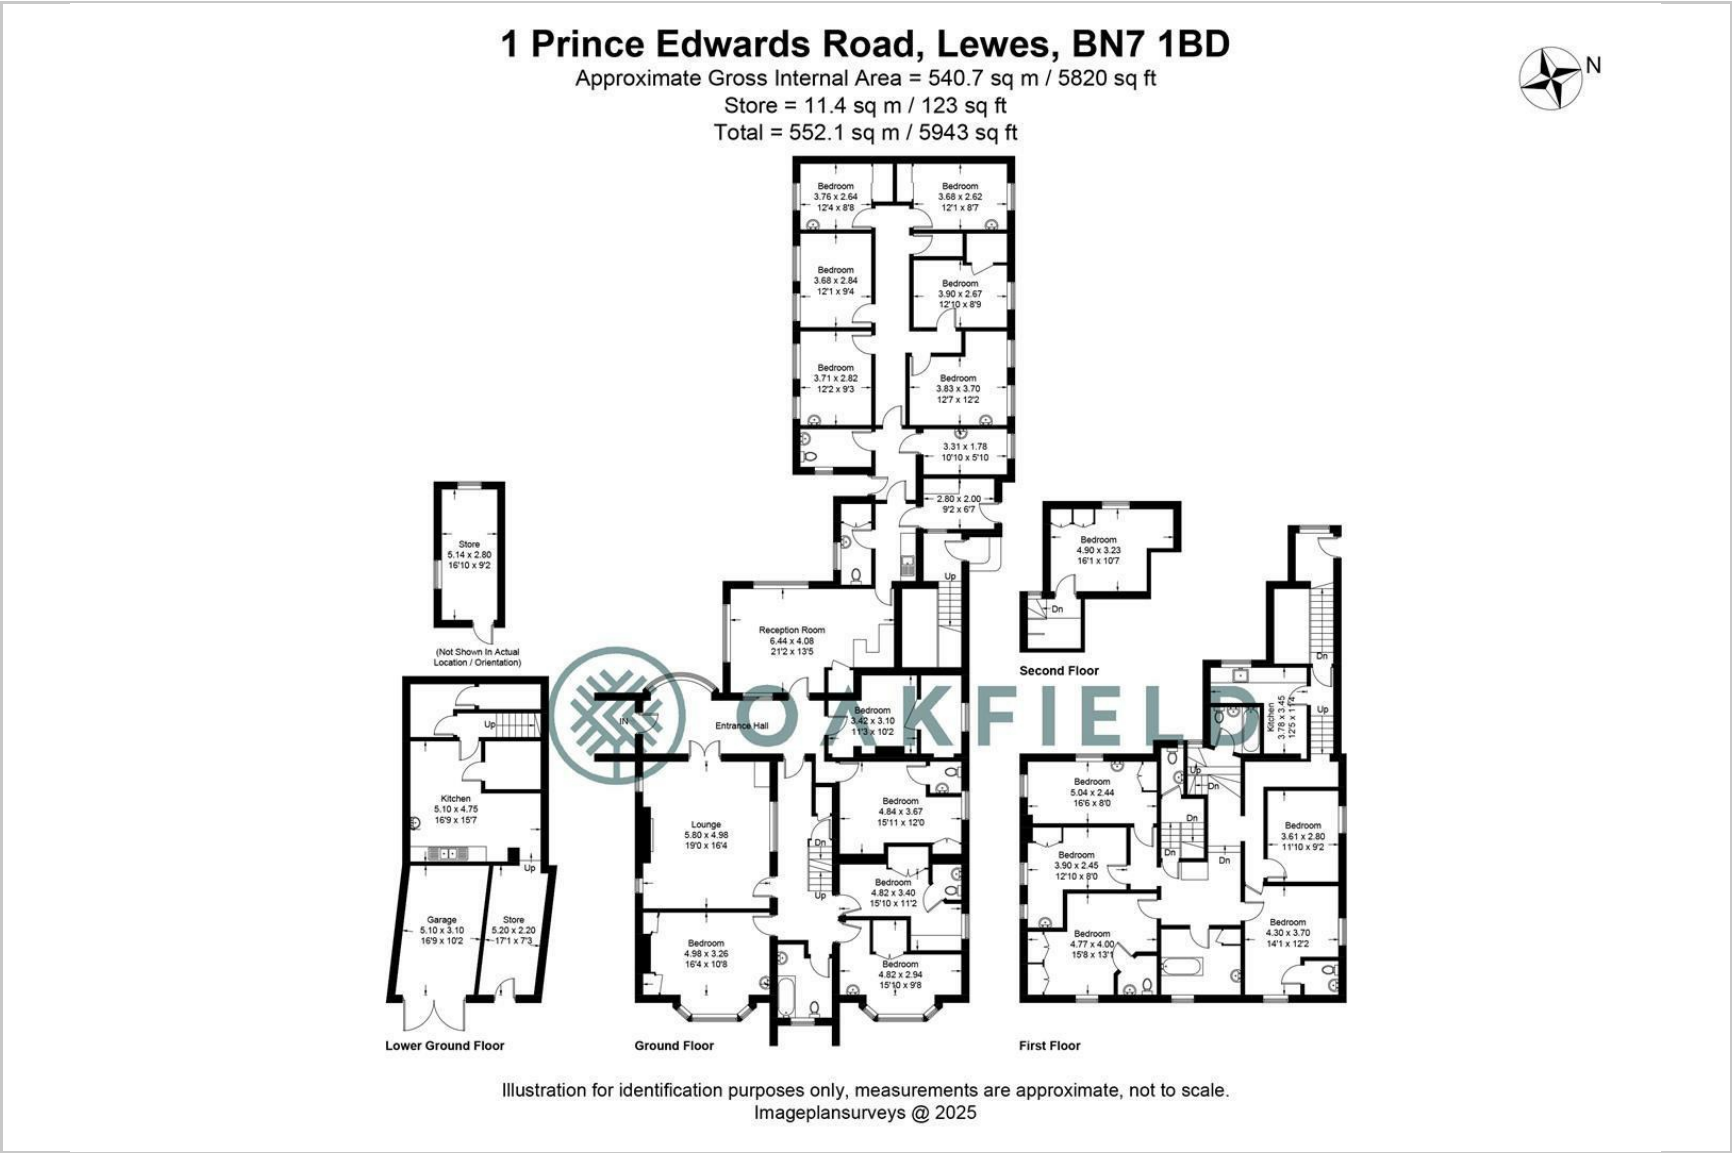 1 Prince Edwards Road, Lewes, BN7 1BD
Approximate Gross Internal Area = 540.7 sq m / 5820 sq ft
Store = 11.4 sq m / 123 sq ft
Total = 552.1 sq m / 5943 sq ft
N
Bedroom
3.76 x 2.64
12'4 x 8'8
Bedroom
3.68 x 2.62
12'1 x 8'7
Bedroom
3.68 x 2.84
12'1 x 9'4
Bedroom
3.90 x 2.67
12'10 x 8'9
Bedroom
3.71 x 2.82
12'2 x 9'3
Bedroom
3.83 x 3.70
12'7 x 12'2
3.31 x 1.78
10'10 x 5'10
2.80 x 2.00
9'2 x 6'7
Up
Reception Room
6.44 x 4.08
21'2 x 13'5
Store
5.14 x 2.80
16'10 x 9'2
(Not Shown In Actual
Location / Orientation)
Bedroom
4.90 x 3.23
16'1 x 10'7
Dn
Second Floor
OAKFIELD
IN
Entrance Hall
Bedroom
3.42 x 3.10
11'3 x 10'2
Up
Kitchen
5.10 x 4.75
16'9 x 15'7
Up
Garage
5.10 x 3.10
16'9 x 10'2
Store
5.20 x 2.20
17'1 x 7'3
Lower Ground Floor
Lounge
5.80 x 4.98
19'0 x 16'4
Bedroom
4.84 x 3.67
15'11 x 12'0
Dn
Up
Bedroom
4.82 x 3.40
15'10 x 11'2
Bedroom
4.98 x 3.26
16'4 x 10'8
Bedroom
4.82 x 2.94
15'10 x 9'8
Ground Floor
Dn
Kitchen
3.78 x 3.45
12'5 x 11'4
Up
Bedroom
5.04 x 2.44
16'6 x 8'0
Up
Dn
Dn
Dn
Dn
Bedroom
3.61 x 2.80
11'10 x 9'2
Bedroom
3.90 x 2.45
12'10 x 8'0
Bedroom
4.77 x 4.00
15'8 x 13'1
Bedroom
4.30 x 3.70
14'1 x 12'2
First Floor
Illustration for identification purposes only, measurements are approximate, not to scale.
Imageplansurveys @ 2025